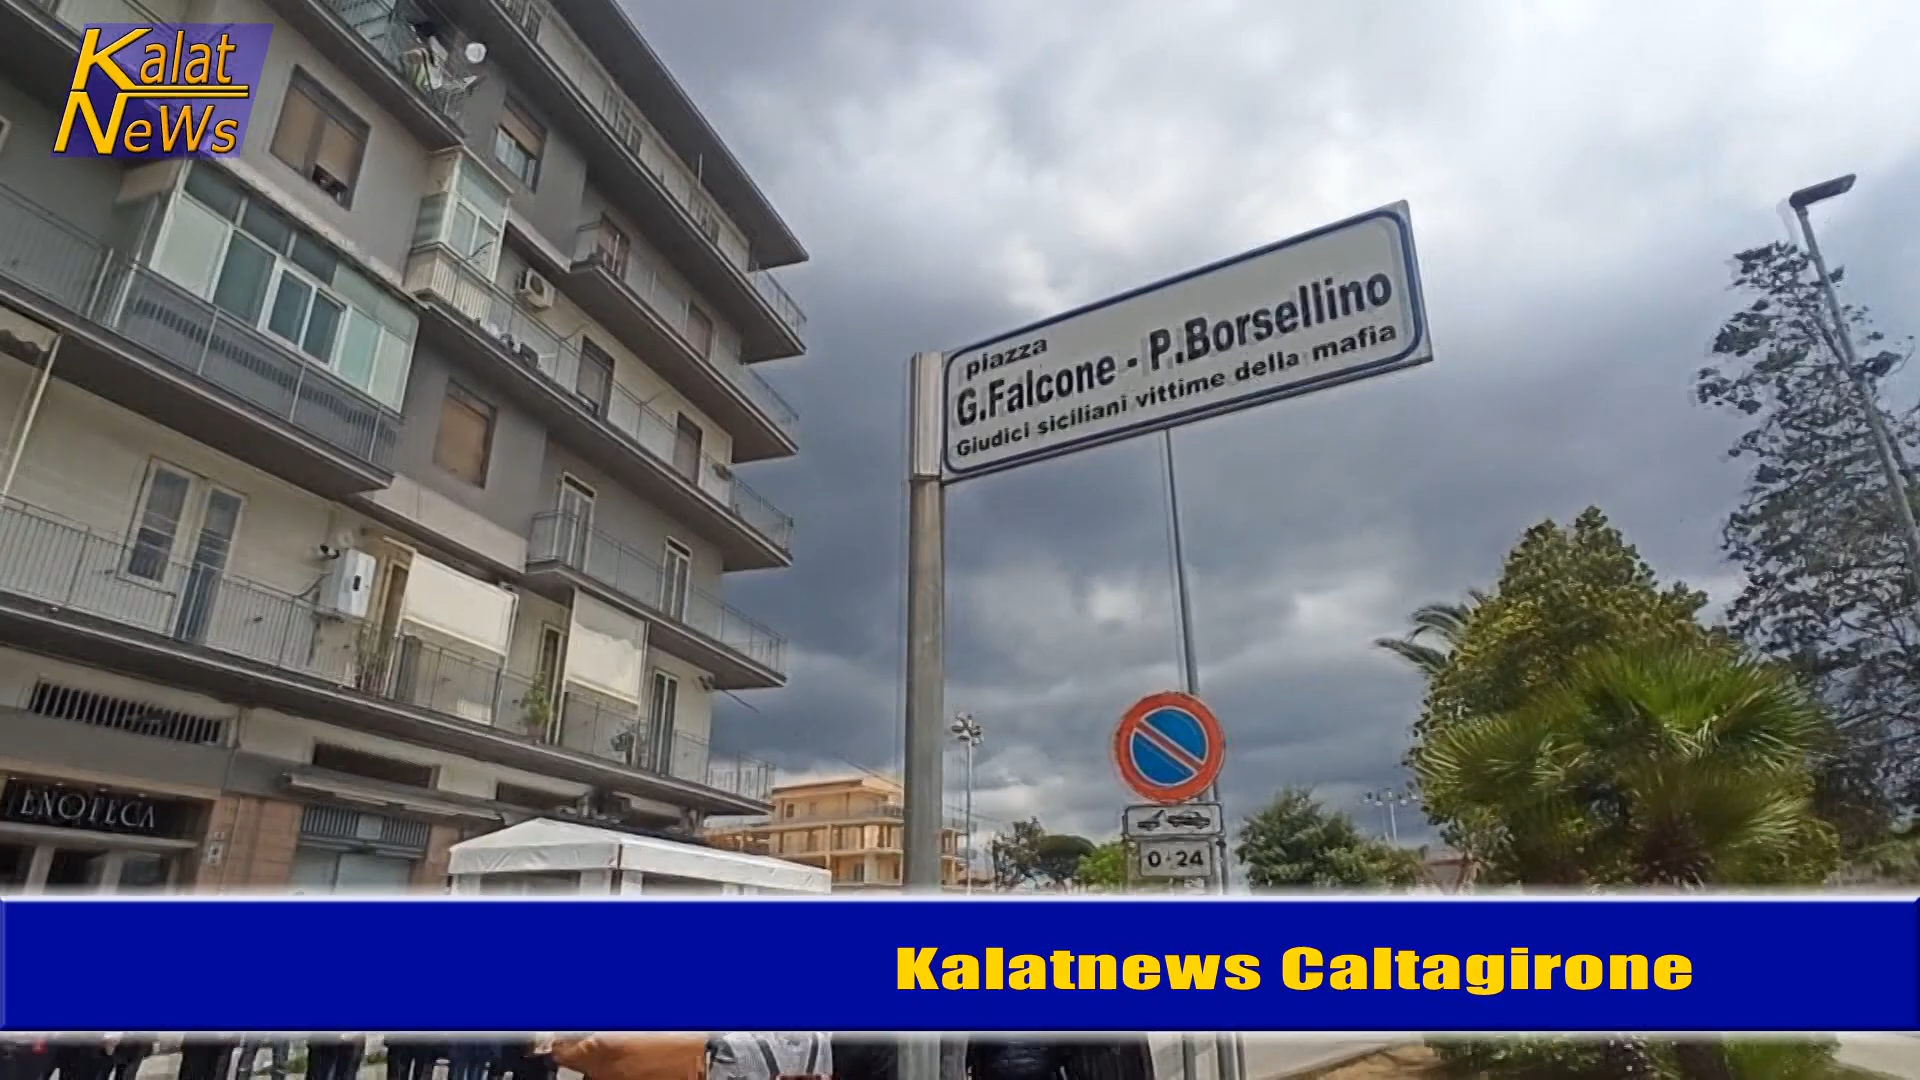 Kalat
NeWs
piazza
G.Falcone - P.Borsellino
Giudici siciliani vittime della mafia
0-24
ENOTECA
Kalatnews Caltagirone